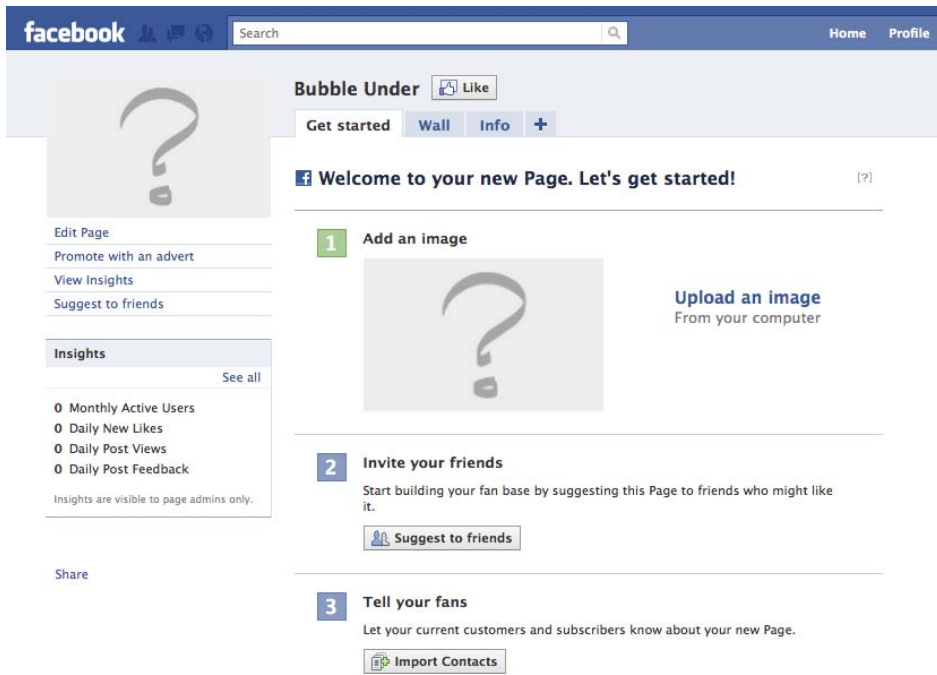 facebook
Search
Home Profile
Bubble Under Like
Get started Wall Info +
Welcome to your new Page. Let's get started! [?]
Edit Page
Promote with an advert
View Insights
Suggest to friends
Insights
See all
0 Monthly Active Users
0 Daily New Likes
0 Daily Post Views
0 Daily Post Feedback
Insights are visible to page admins only.
Share
1 Add an image
Upload an image
From your computer
2 Invite your friends
Start building your fan base by suggesting this Page to friends who might like
it.
Suggest to friends
3 Tell your fans
Let your current customers and subscribers know about your new Page.
Import Contacts